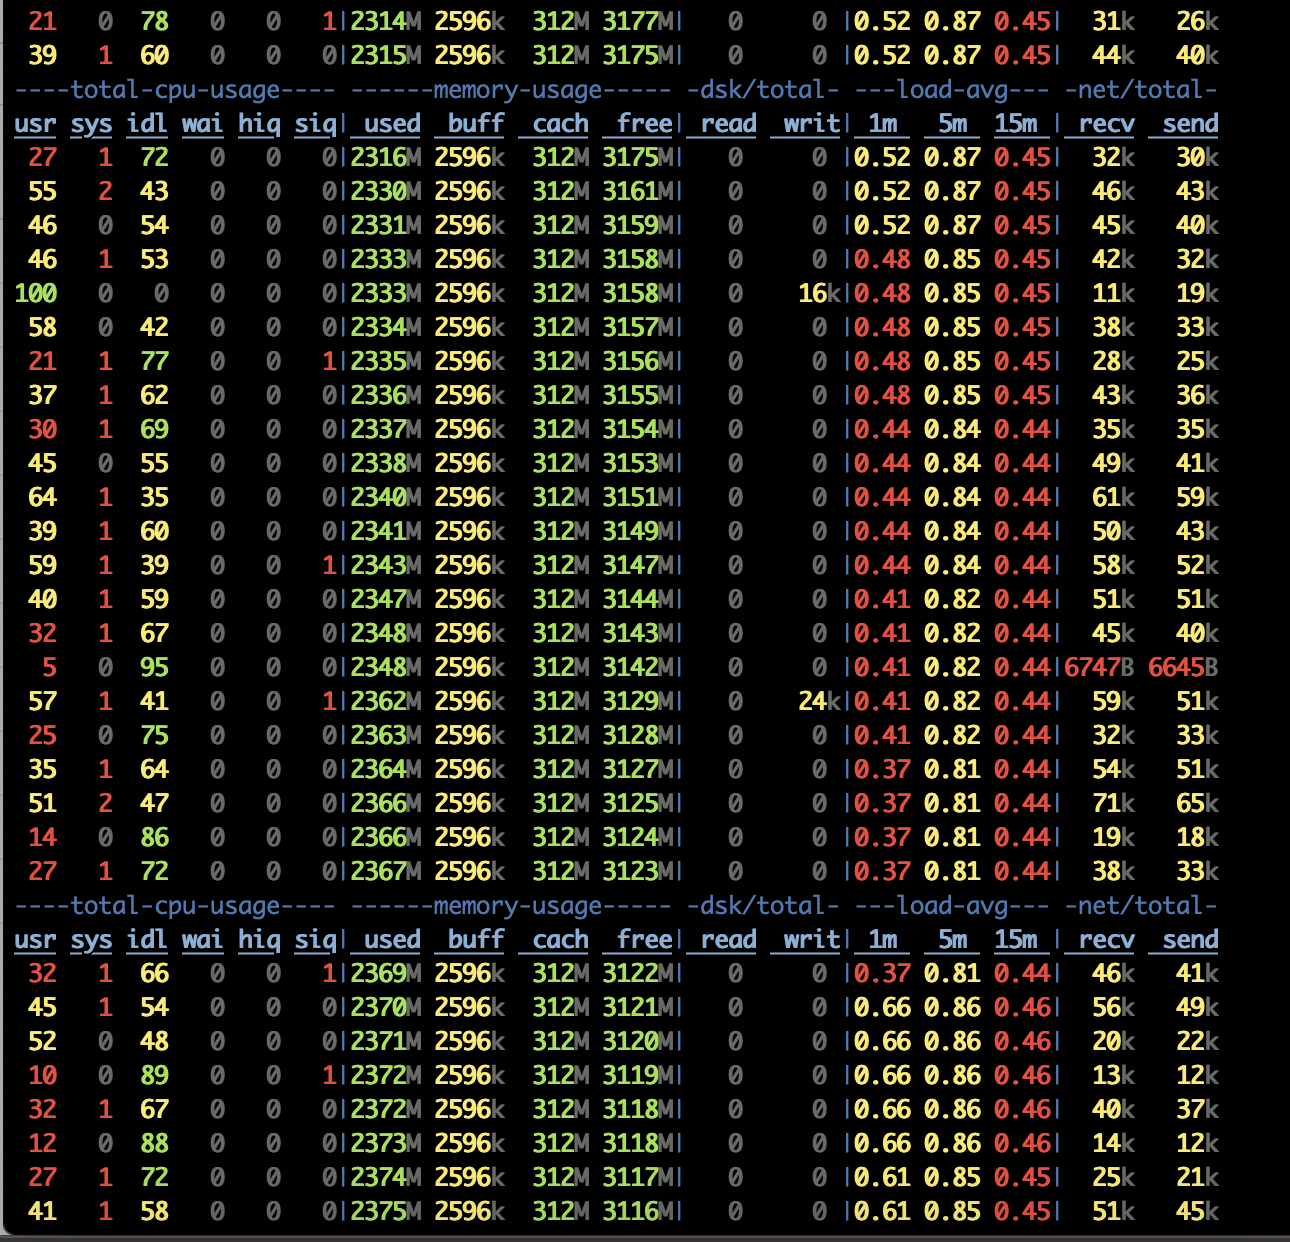 21 0 78 0 0 1|2314M 2596k 312M 3177M| 0 0 |0.52 0.87 0.45| 31k 26k
39 1 60 0 0 0|2315M 2596k 312M 3175M| 0 0 |0.52 0.87 0.45| 44k 40k
----total-cpu-usage---- ------memory-usage----- -dsk/total- ---load-avg--- -net/total-
usr sys idl wai hiq siq| used buff cach free| read writ| 1m 5m 15m | recv send
27 1 72 0 0 0|2316M 2596k 312M 3175M| 0 0 |0.52 0.87 0.45| 32k 30k
55 2 43 0 0 0|2330M 2596k 312M 3161M| 0 0 |0.52 0.87 0.45| 46k 43k
46 0 54 0 0 0|2331M 2596k 312M 3159M| 0 0 |0.52 0.87 0.45| 45k 40k
46 1 53 0 0 0|2333M 2596k 312M 3158M| 0 0 |0.48 0.85 0.45| 42k 32k
100 0 0 0 0 0|2333M 2596k 312M 3158M| 0 16k|0.48 0.85 0.45| 11k 19k
58 0 42 0 0 0|2334M 2596k 312M 3157M| 0 0 |0.48 0.85 0.45| 38k 33k
21 1 77 0 0 1|2335M 2596k 312M 3156M| 0 0 |0.48 0.85 0.45| 28k 25k
37 1 62 0 0 0|2336M 2596k 312M 3155M| 0 0 |0.48 0.85 0.45| 43k 36k
30 1 69 0 0 0|2337M 2596k 312M 3154M| 0 0 |0.44 0.84 0.44| 35k 35k
45 0 55 0 0 0|2338M 2596k 312M 3153M| 0 0 |0.44 0.84 0.44| 49k 41k
64 1 35 0 0 0|2340M 2596k 312M 3151M| 0 0 |0.44 0.84 0.44| 61k 59k
39 1 60 0 0 0|2341M 2596k 312M 3149M| 0 0 |0.44 0.84 0.44| 50k 43k
59 1 39 0 0 1|2343M 2596k 312M 3147M| 0 0 |0.44 0.84 0.44| 58k 52k
40 1 59 0 0 0|2347M 2596k 312M 3144M| 0 0 |0.41 0.82 0.44| 51k 51k
32 1 67 0 0 0|2348M 2596k 312M 3143M| 0 0 |0.41 0.82 0.44| 45k 40k
5 0 95 0 0 0|2348M 2596k 312M 3142M| 0 0 |0.41 0.82 0.44|6747B 6645B
57 1 41 0 0 1|2362M 2596k 312M 3129M| 0 24k|0.41 0.82 0.44| 59k 51k
25 0 75 0 0 0|2363M 2596k 312M 3128M| 0 0 |0.41 0.82 0.44| 32k 33k
35 1 64 0 0 0|2364M 2596k 312M 3127M| 0 0 |0.37 0.81 0.44| 54k 51k
51 2 47 0 0 0|2366M 2596k 312M 3125M| 0 0 |0.37 0.81 0.44| 71k 65k
14 0 86 0 0 0|2366M 2596k 312M 3124M| 0 0 |0.37 0.81 0.44| 19k 18k
27 1 72 0 0 0|2367M 2596k 312M 3123M| 0 0 |0.37 0.81 0.44| 38k 33k
----total-cpu-usage---- ------memory-usage----- -dsk/total- ---load-avg--- -net/total-
usr sys idl wai hiq siq| used buff cach free| read writ| 1m 5m 15m | recv send
32 1 66 0 0 1|2369M 2596k 312M 3122M| 0 0 |0.37 0.81 0.44| 46k 41k
45 1 54 0 0 0|2370M 2596k 312M 3121M| 0 0 |0.66 0.86 0.46| 56k 49k
52 0 48 0 0 0|2371M 2596k 312M 3120M| 0 0 |0.66 0.86 0.46| 20k 22k
10 0 89 0 0 1|2372M 2596k 312M 3119M| 0 0 |0.66 0.86 0.46| 13k 12k
32 1 67 0 0 0|2372M 2596k 312M 3118M| 0 0 |0.66 0.86 0.46| 40k 37k
12 0 88 0 0 0|2373M 2596k 312M 3118M| 0 0 |0.66 0.86 0.46| 14k 12k
27 1 72 0 0 0|2374M 2596k 312M 3117M| 0 0 |0.61 0.85 0.45| 25k 21k
41 1 58 0 0 0|2375M 2596k 312M 3116M| 0 0 |0.61 0.85 0.45| 51k 45k